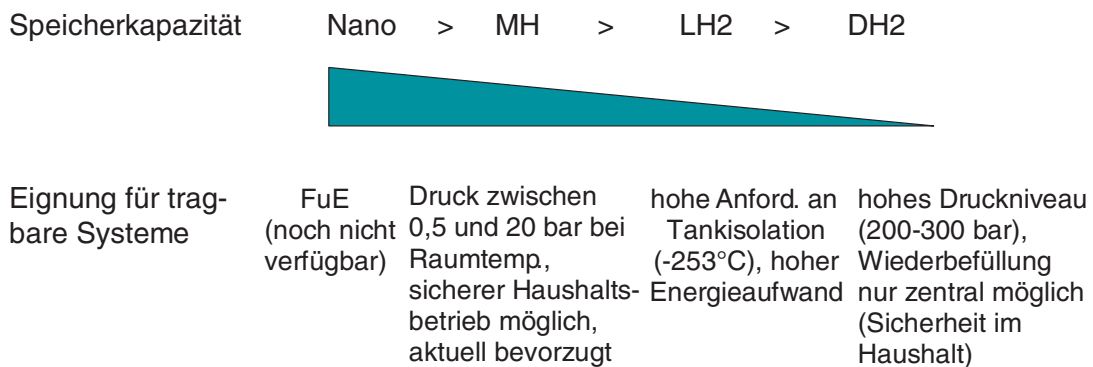 Speicherkapazität Nano > MH > LH2 > DH2
Eignung für trag-
bare Systeme
FuE
(noch nicht
verfügbar)
Druck zwischen
0,5 und 20 bar bei
Raumtemp.,
sicherer Haushalts-
betrieb möglich,
aktuell bevorzugt
hohe Anford. an
Tankisolation
(-253°C), hoher
Energieaufwand
hohes Druckniveau
(200-300 bar),
Wiederbefüllung
nur zentral möglich
(Sicherheit im
Haushalt)